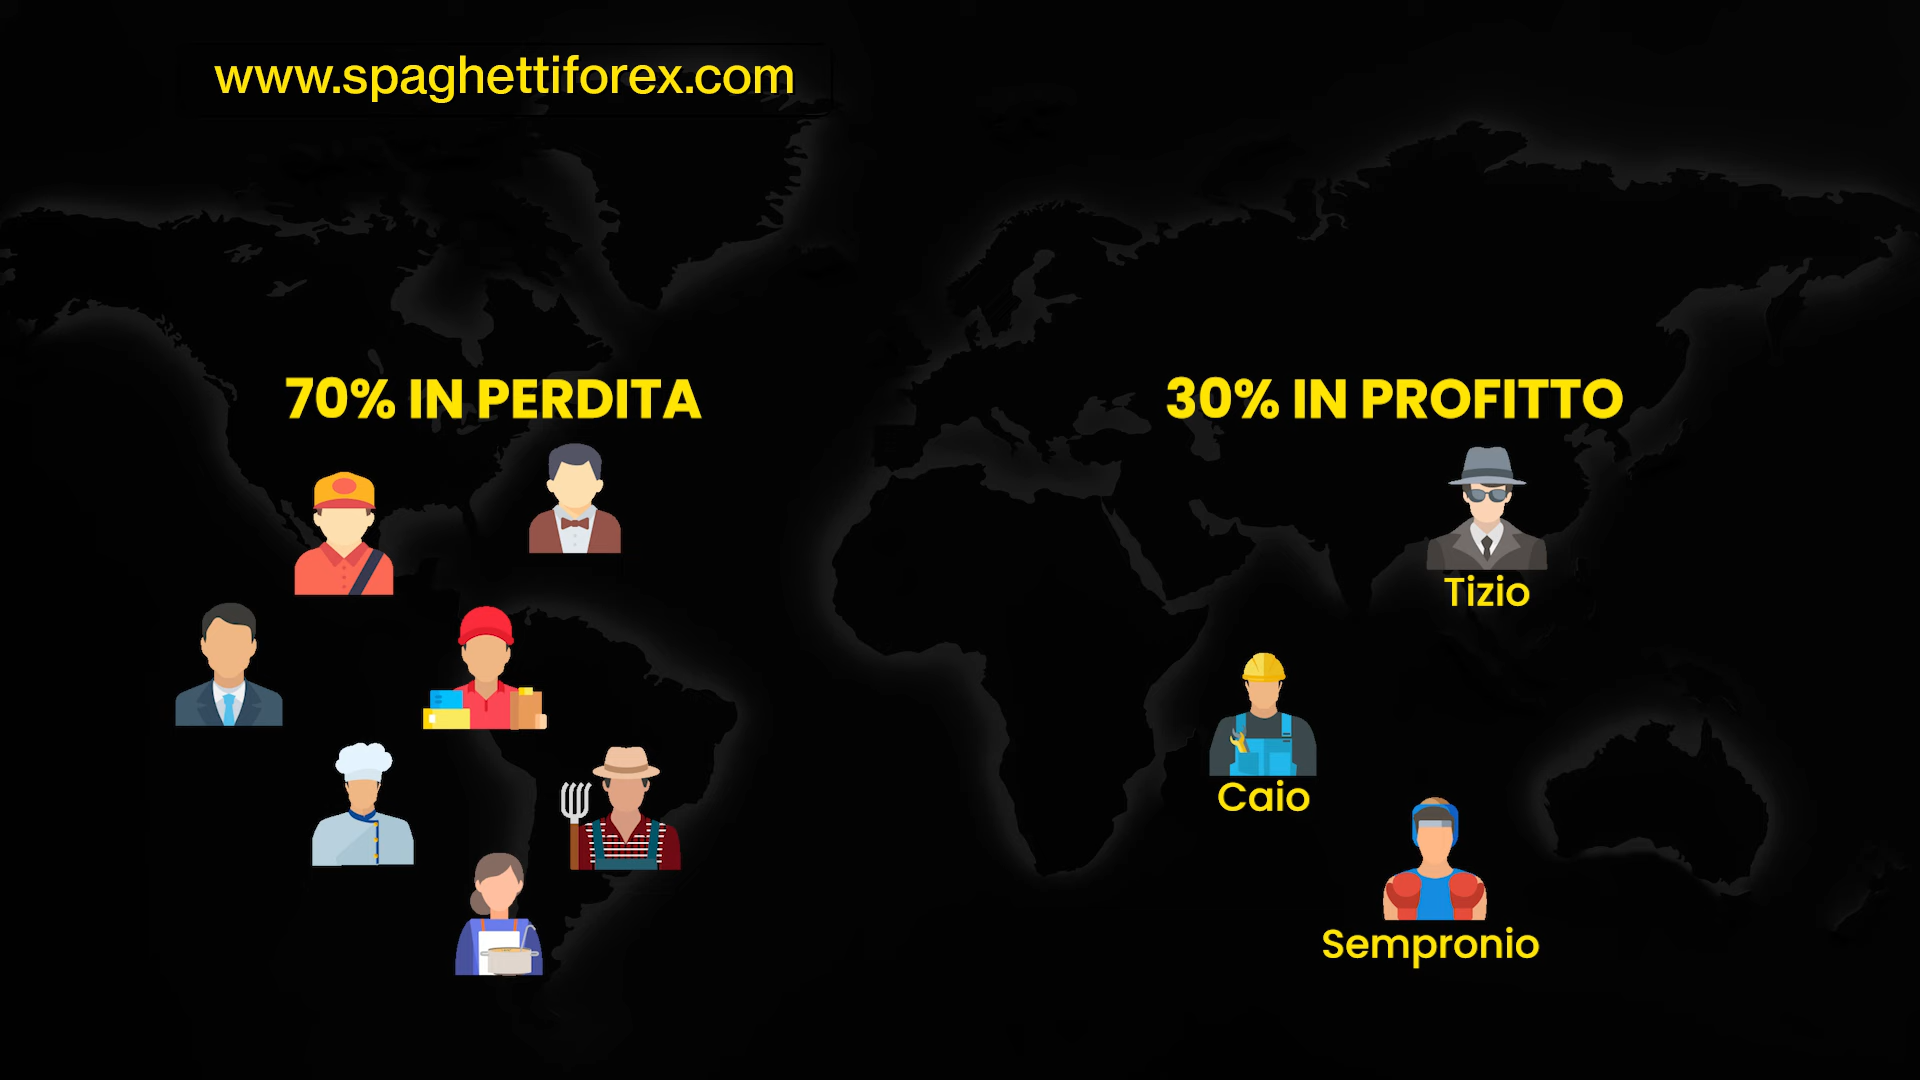 www.spaghettiforex.com
70% IN PERDITA
30% IN PROFITTO
Tizio
Caio
Sempronio